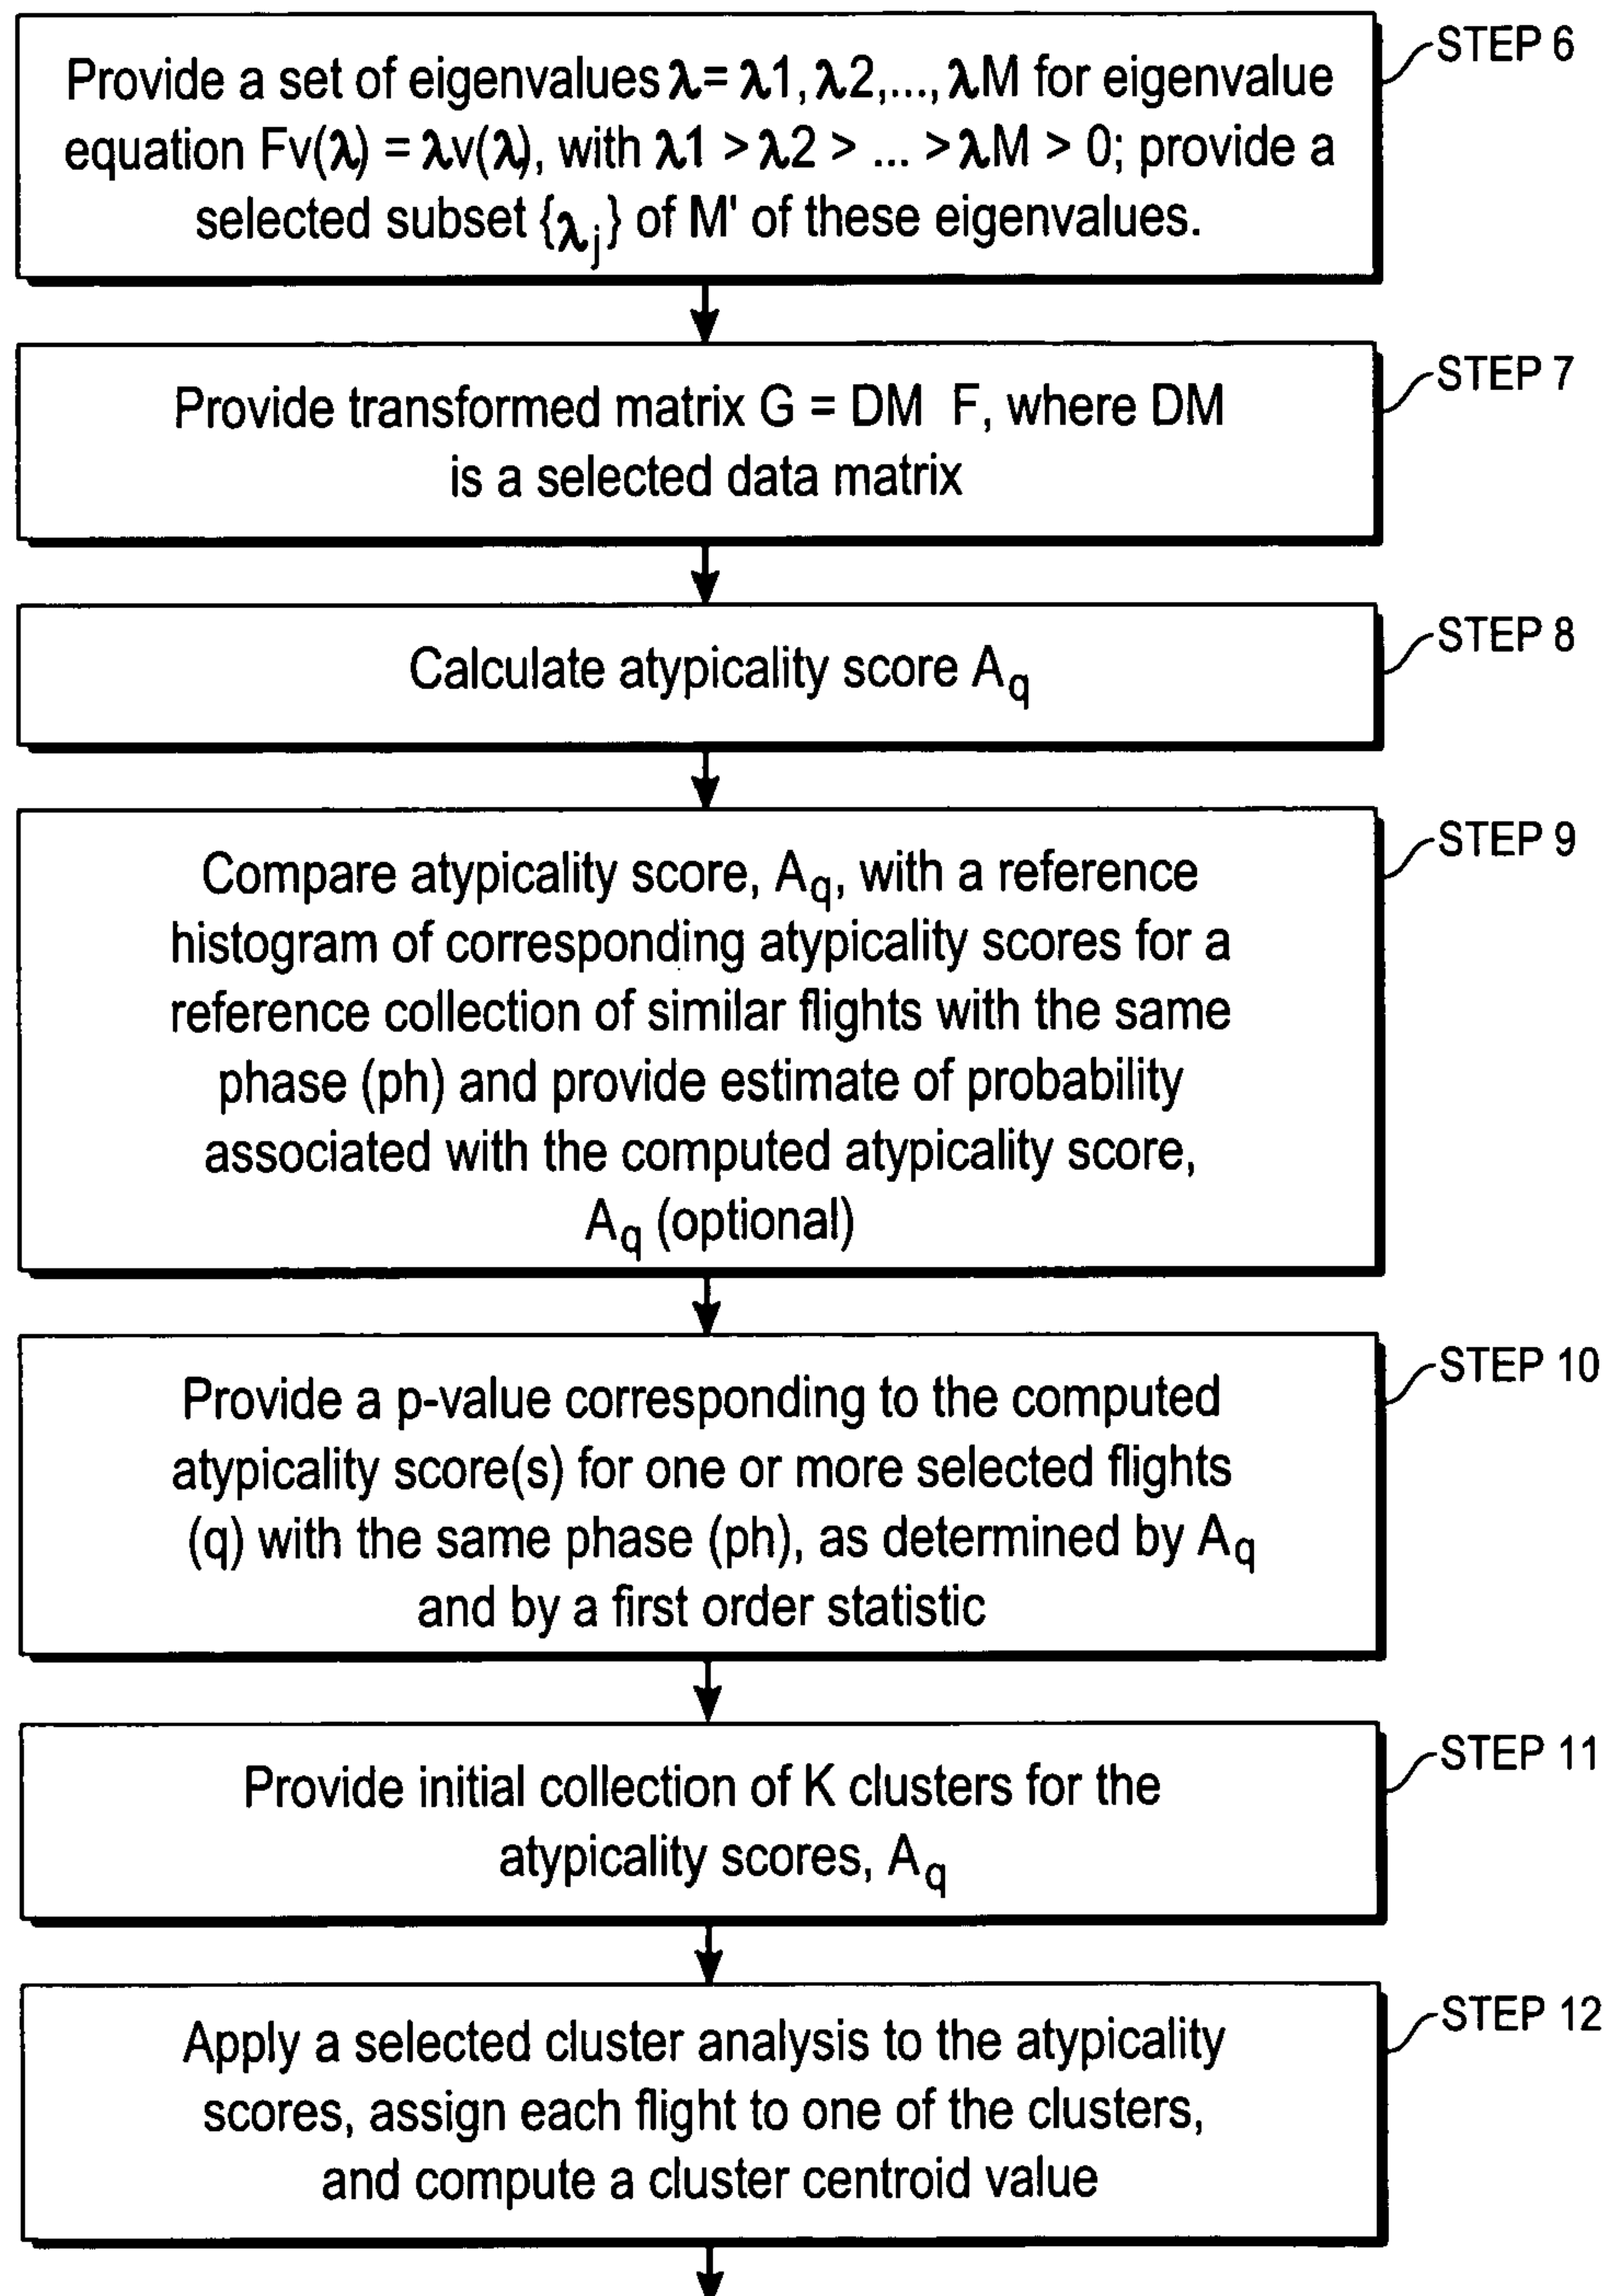 Provide a set of eigenvalues λ= λ1, λ2,..., λM for eigenvalue
equation Fv(λ) = λv(λ), with λ1 > λ2 > ... > λM > 0; provide a
selected subset {λj} of M' of these eigenvalues.
STEP 6
Provide transformed matrix G = DM F, where DM
is a selected data matrix
STEP 7
Calculate atypicality score Aq
STEP 8
Compare atypicality score, Aq, with a reference
histogram of corresponding atypicality scores for a
reference collection of similar flights with the same
phase (ph) and provide estimate of probability
associated with the computed atypicality score,
Aq (optional)
STEP 9
Provide a p-value corresponding to the computed
atypicality score(s) for one or more selected flights
(q) with the same phase (ph), as determined by Aq
and by a first order statistic
STEP 10
Provide initial collection of K clusters for the
atypicality scores, Aq
STEP 11
Apply a selected cluster analysis to the atypicality
scores, assign each flight to one of the clusters,
and compute a cluster centroid value
STEP 12